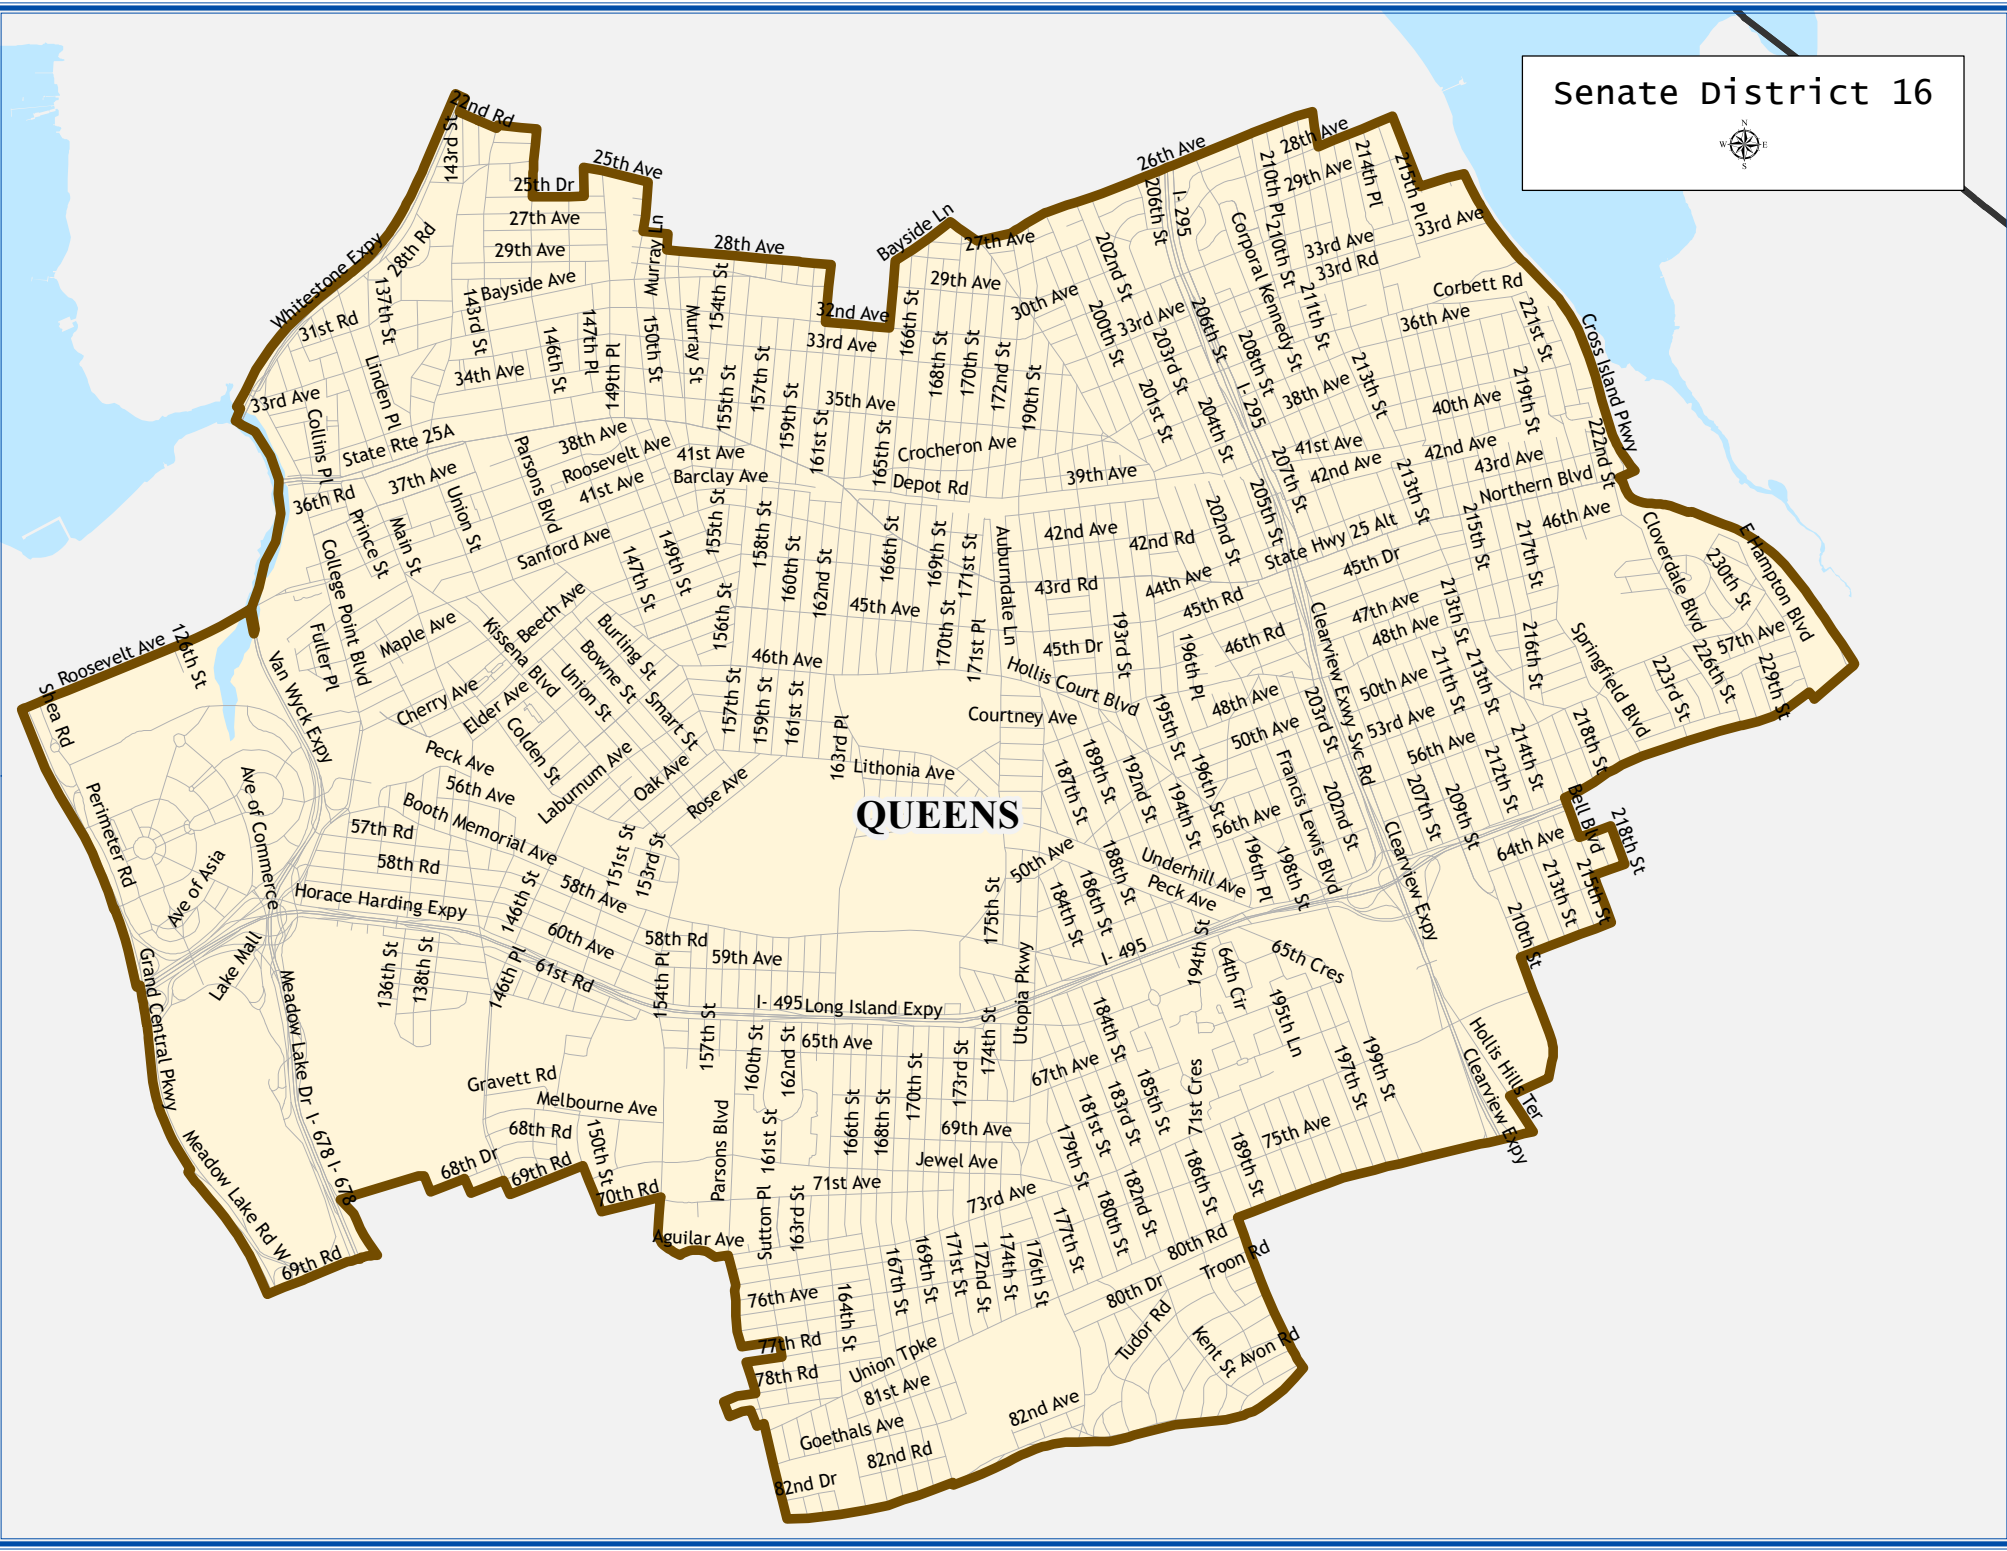 Senate District 16
N
W
E
S
22nd Rd
143rd St
25th Ave
25th Dr
27th Ave
29th Ave
28th Rd
Whitestone Expy
Bayside Ave
Murray Ln
28th Ave
154th St
32nd Ave
Bayside Ln
27th Ave
26th Ave
28th Ave
206th St
I- 295
210th Pl
29th Ave
214th Pl
215th Pl
33rd Ave
210th St
33rd Ave
33rd Rd
Corporal Kennedy St
202nd St
29th Ave
30th Ave
166th St
137th St
31st Rd
143rd St
146th St
147th Pl
149th Pl
150th St
Murray St
33rd Ave
200th St
33rd Ave
206th St
211th St
Corbett Rd
36th Ave
221st St
Cross Island Pkwy
34th Ave
Linden Pl
33rd Ave
Collins Pl
State Rte 25A
155th St
157th St
159th St
161st St
35th Ave
165th St
168th St
170th St
172nd St
190th St
203rd St
201st St
208th St
I- 295
38th Ave
213th St
204th St
40th Ave
219th St
222nd St
Crocheron Ave
Depot Rd
39th Ave
41st Ave
42nd Ave
42nd Ave
43rd Ave
Northern Blvd
46th Ave
207th St
205th St
213th St
215th St
217th St
36th Rd
37th Ave
Prince St
Main St
Union St
Parsons Blvd
38th Ave
Roosevelt Ave
41st Ave
41st Ave
Barclay Ave
Sanford Ave
College Point Blvd
147th St
149th St
155th St
158th St
160th St
162nd St
166th St
169th St
171st St
Auburndale Ln
42nd Ave
42nd Rd
202nd St
State Hwy 25 Alt
45th Dr
43rd Rd
44th Ave
45th Rd
Cloverdale Blvd
230th St
E Hampton Blvd
57th Ave
229th St
226th St
223rd St
Springfield Blvd
216th St
213th St
213th St
211th St
47th Ave
48th Ave
50th Ave
53rd Ave
56th Ave
Clearview Expy Svc Rd
46th Rd
193rd St
196th Pl
45th Dr
45th Ave
156th St
170th St
171st Pl
Hollis Court Blvd
46th Ave
Roosevelt Ave
126th St
Shea Rd
Fuller Pl
Maple Ave
Kissena Blvd
Beech Ave
Burling St
Bowne St
Union St
Smart St
Cherry Ave
Elder Ave
Colden St
Van Wyck Expy
Peck Ave
56th Ave
Laburnum Ave
Oak Ave
Rose Ave
157th St
159th St
161st St
163rd Pl
Lithonia Ave
QUEENS
Courtney Ave
187th St
189th St
192nd St
195th St
196th St
194th St
48th Ave
50th Ave
203rd St
56th Ave
Francis Lewis Blvd
202nd St
207th St
209th St
212th St
214th St
218th St
Bell Blvd
218th St
64th Ave
213th St
215th St
210th St
Perimeter Rd
Ave of Commerce
Ave of Asia
57th Rd
58th Rd
Booth Memorial Ave
Horace Harding Expy
58th Ave
151st St
153rd St
146th St
60th Ave
61st Rd
58th Rd
59th Ave
154th Pl
175th St
50th Ave
184th St
186th St
188th St
Underhill Ave
Peck Ave
196th Pl
198th St
Clearview Expy
65th Cres
I- 495
194th St
64th Cir
195th Ln
Grand Central Pkwy
Lake Mall
Meadow Lake Dr
136th St
138th St
146th Pl
I- 495
Long Island Expy
Utopia Pkwy
174th St
184th St
67th Ave
65th Ave
157th St
160th St
162nd St
170th St
173rd St
166th St
168th St
69th Ave
Jewel Ave
71st Ave
73rd Ave
161st St
Parsons Blvd
Sutton Pl
163rd St
Gravett Rd
Melbourne Ave
68th Rd
150th St
68th Dr
69th Rd
70th Rd
Aguilar Ave
I- 678
I- 678
Meadow Lake Rd W
69th Rd
179th St
181st St
183rd St
185th St
71st Cres
197th St
199th St
Hollis Hills Ter
Clearview Expy
75th Ave
189th St
186th St
182nd St
180th St
177th St
176th St
174th St
172nd St
171st St
169th St
167th St
164th St
76th Ave
77th Rd
78th Rd
Union Tpke
81st Ave
Goethals Ave
82nd Rd
82nd Dr
82nd Ave
80th Rd
Troon Rd
80th Dr
Tudor Rd
Kent St
Avon Rd